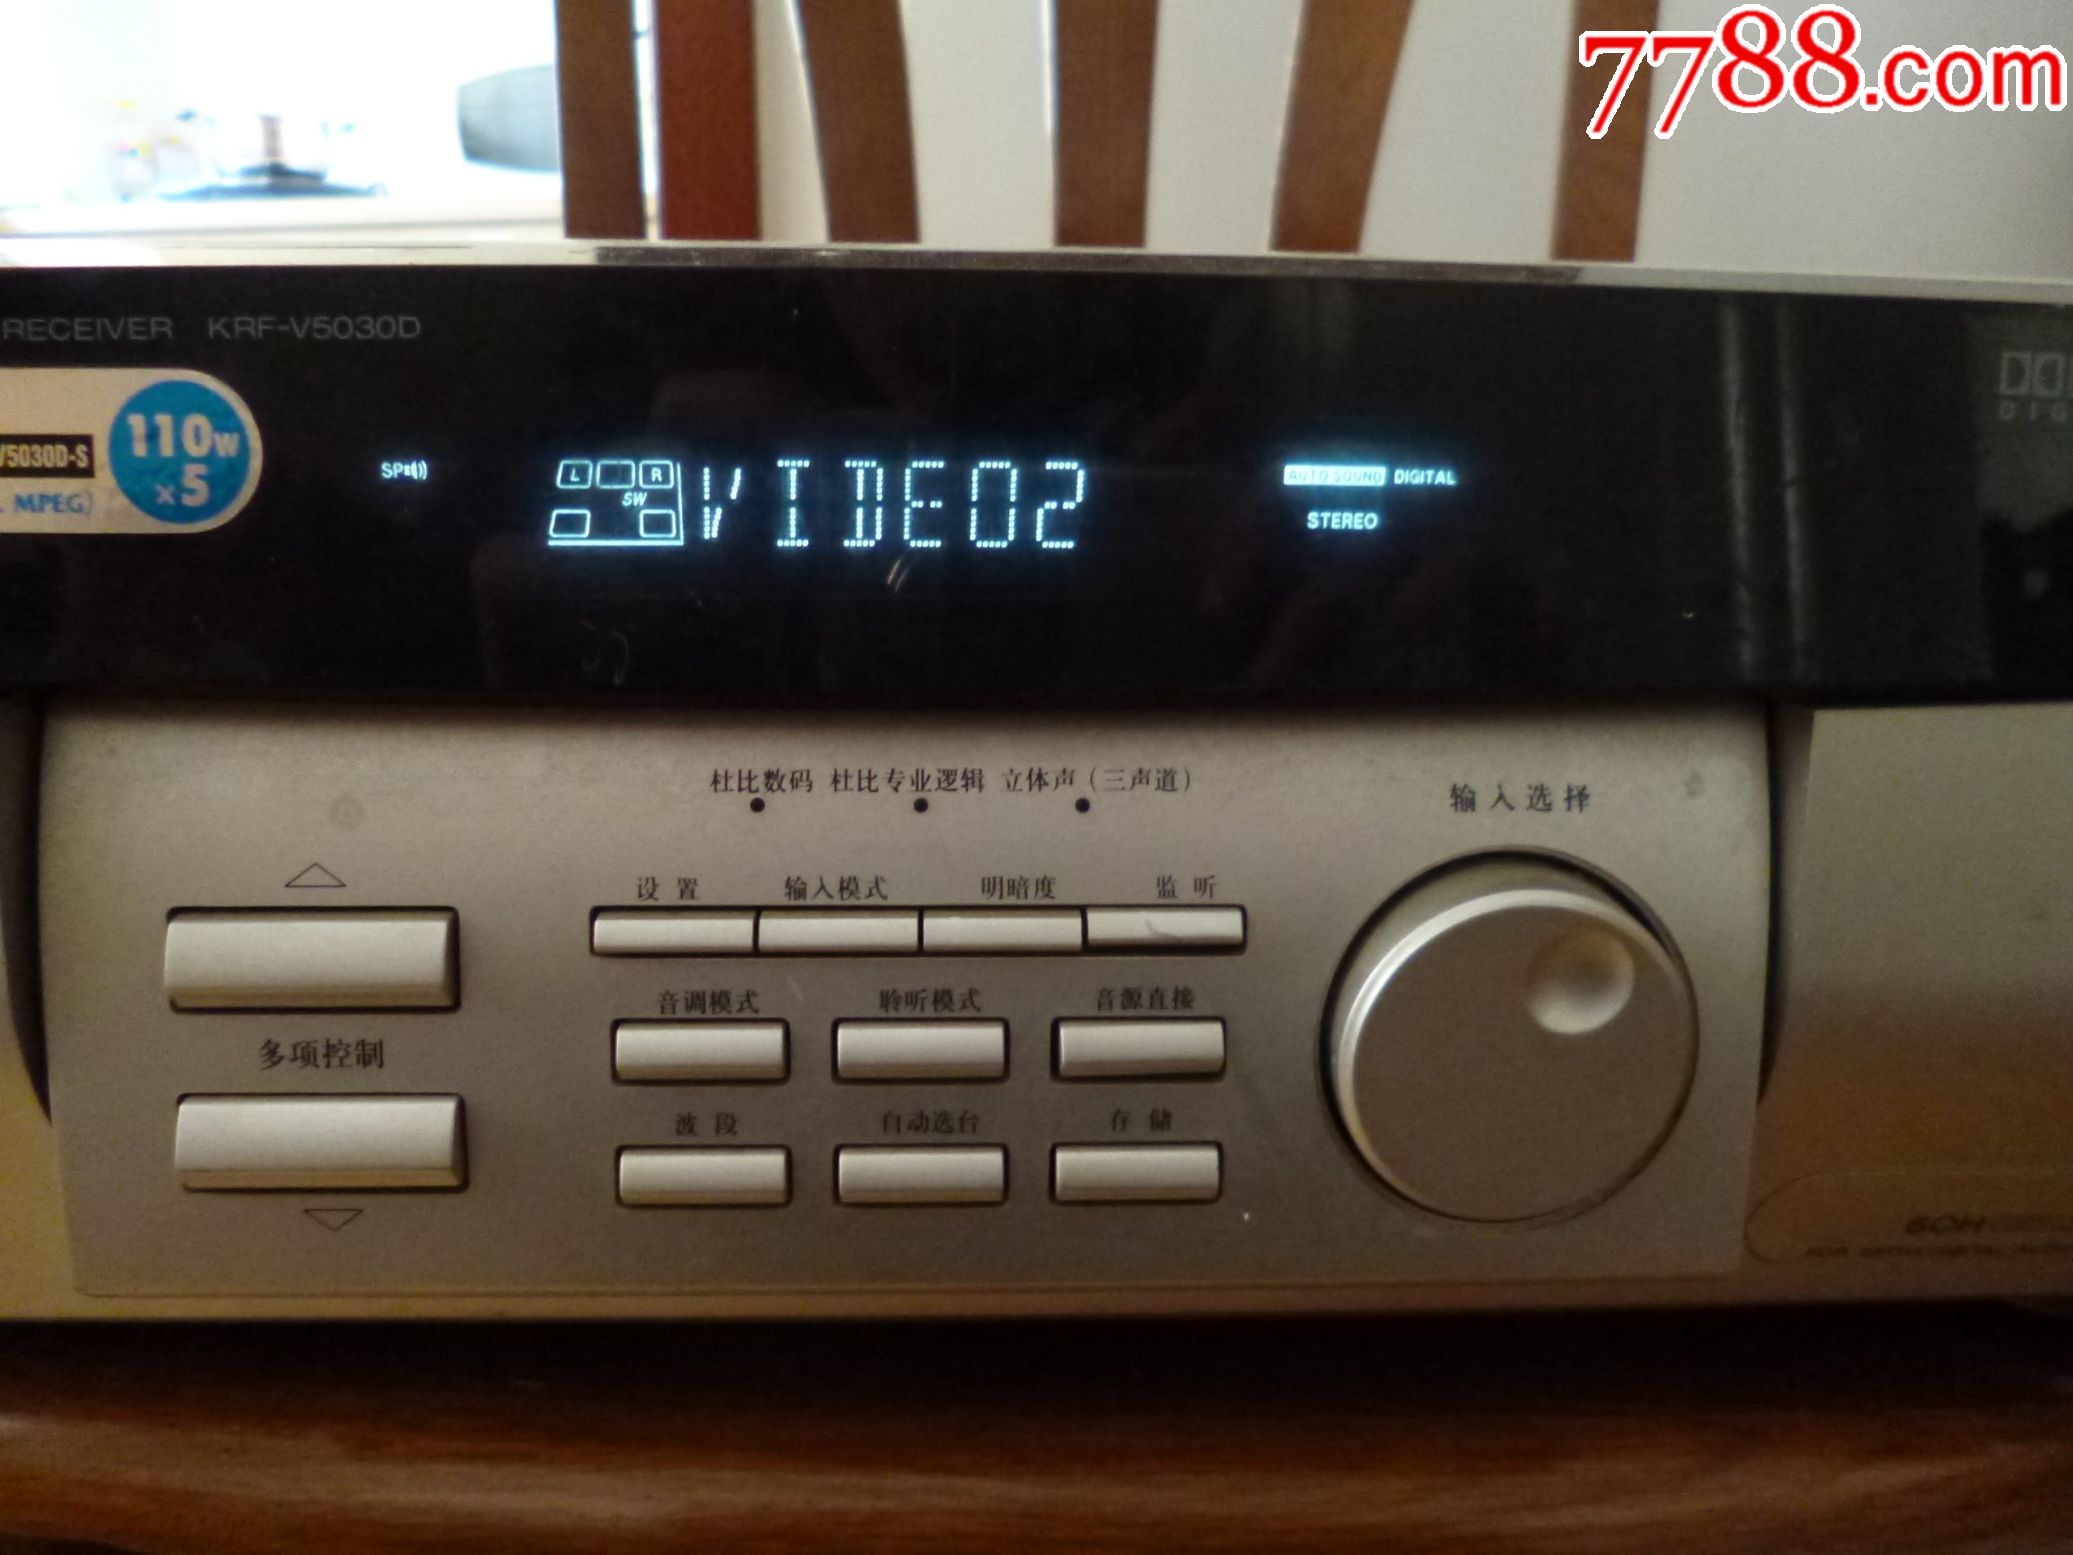 7788.com
RECEIVER KRF-V5030D
110W
x5
V5030D-S
MPEG)
SP
L R
SW
VIDEO2
AUTO SOUND DIGITAL
STEREO
杜比数码 杜比专业逻辑 立体声(三声道)
输入选择
设置 输入模式 明暗度 监听
音调模式 聆听模式 音源直接
多项控制
波段 自动选台 存储